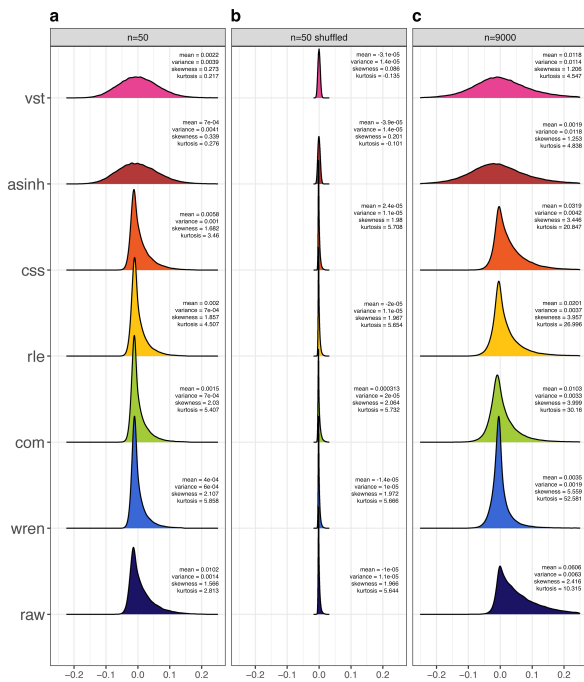 a
n=50
b
n=50 shuffled
c
n=9000
vst
mean = 0.0022
variance = 0.0039
skewness = 0.273
kurtosis = 0.217
mean = -3.1e-05
variance = 1.4e-05
skewness = 0.086
kurtosis = -0.135
mean = 0.0118
variance = 0.0114
skewness = 1.206
kurtosis = 4.547
asinh
mean = 7e-04
variance = 0.0041
skewness = 0.339
kurtosis = 0.276
mean = -3.9e-05
variance = 1.4e-05
skewness = 0.201
kurtosis = -0.101
mean = 0.0019
variance = 0.0118
skewness = 1.253
kurtosis = 4.838
css
mean = 0.0058
variance = 0.001
skewness = 1.682
kurtosis = 3.46
mean = 2.4e-05
variance = 1.1e-05
skewness = 1.98
kurtosis = 5.708
mean = 0.0319
variance = 0.0042
skewness = 3.446
kurtosis = 20.847
rle
mean = 0.002
variance = 7e-04
skewness = 1.857
kurtosis = 4.507
mean = -2e-05
variance = 1.1e-05
skewness = 1.967
kurtosis = 5.654
mean = 0.0201
variance = 0.0037
skewness = 3.957
kurtosis = 26.996
com
mean = 0.0015
variance = 7e-04
skewness = 2.03
kurtosis = 5.407
mean = 0.000313
variance = 2e-05
skewness = 2.064
kurtosis = 5.732
mean = 0.0103
variance = 0.0033
skewness = 3.999
kurtosis = 30.16
wren
mean = 4e-04
variance = 6e-04
skewness = 2.107
kurtosis = 5.858
mean = -1.4e-05
variance = 1e-05
skewness = 1.972
kurtosis = 5.666
mean = 0.0035
variance = 0.0019
skewness = 5.559
kurtosis = 52.581
raw
mean = 0.0102
variance = 0.0014
skewness = 1.566
kurtosis = 2.813
mean = -1e-05
variance = 1.1e-05
skewness = 1.966
kurtosis = 5.644
mean = 0.0606
variance = 0.0063
skewness = 2.416
kurtosis = 10.315
−0.2 −0.1 0.0 0.1 0.2
−0.2 −0.1 0.0 0.1 0.2
−0.2 −0.1 0.0 0.1 0.2